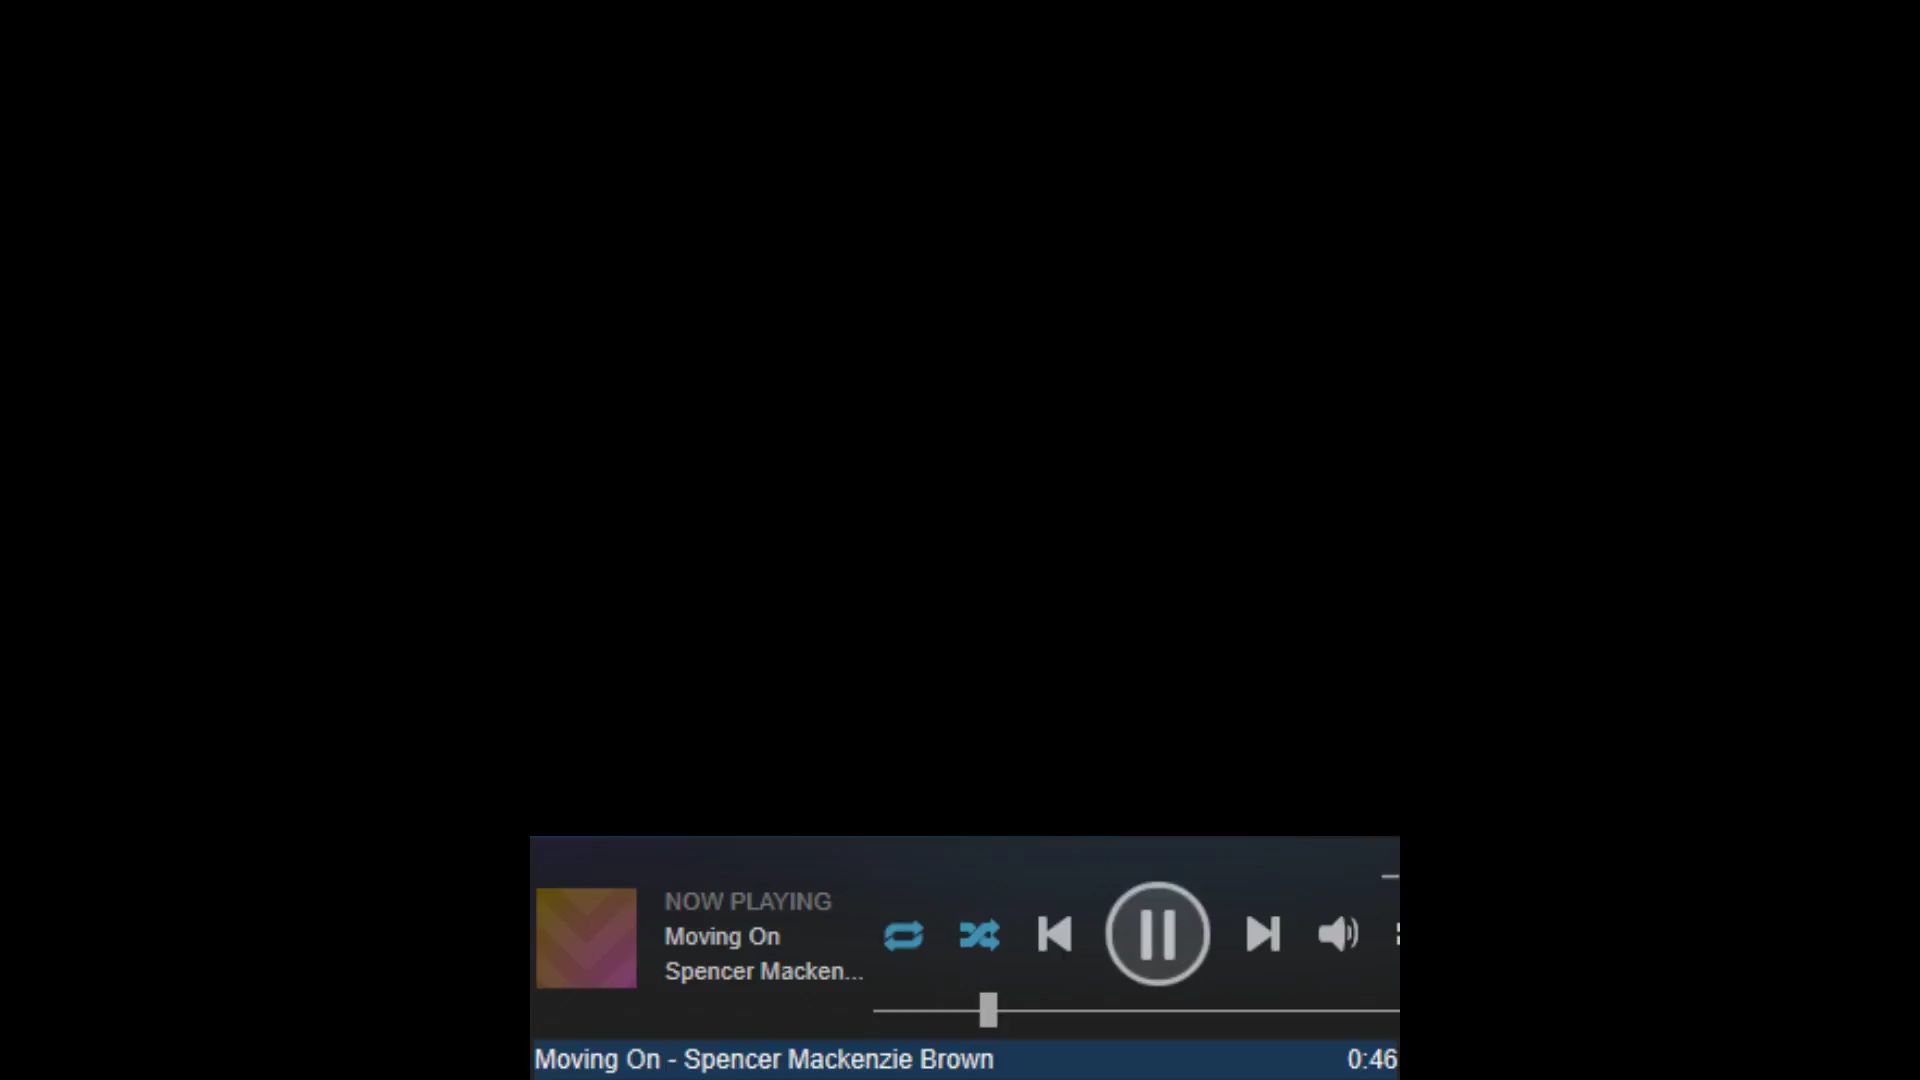 NOW PLAYING
Moving On
Spencer Macken...
Moving On - Spencer Mackenzie Brown 0:46